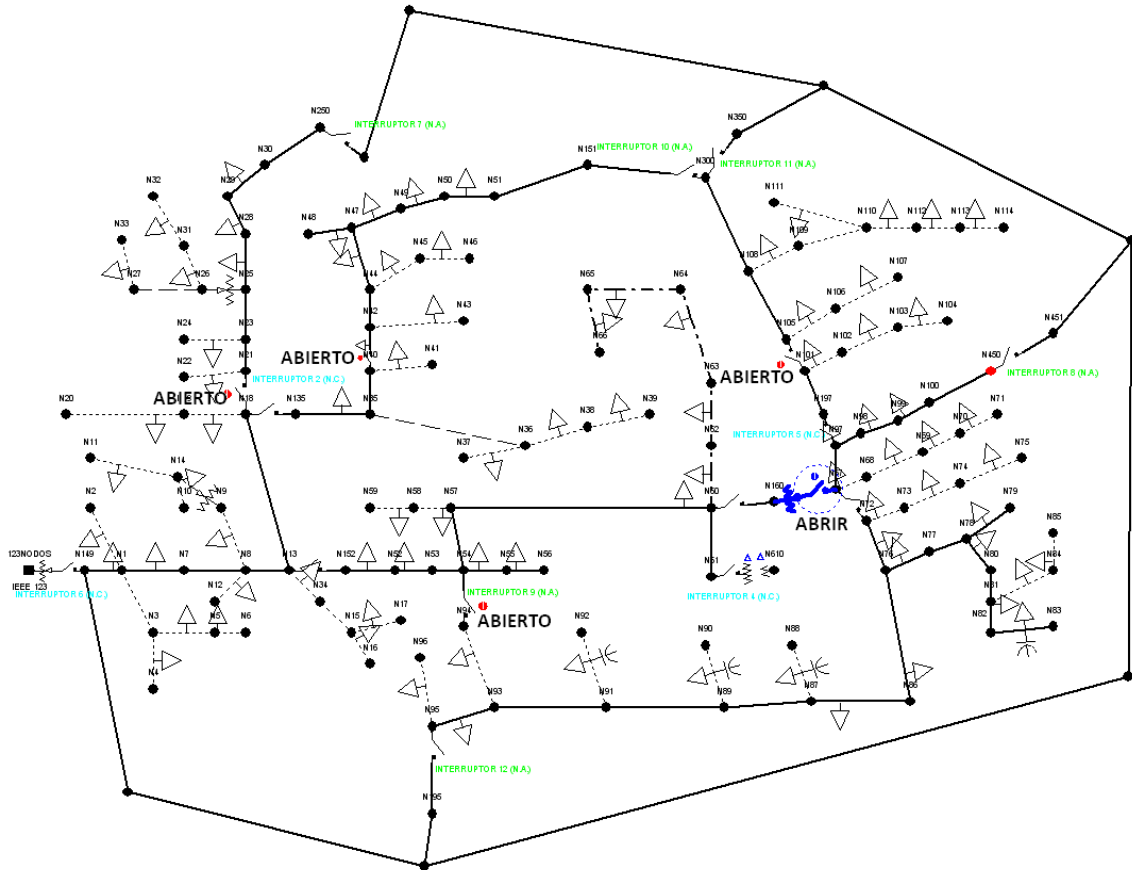 N250
INTERRUPTOR 7 (N.A.)
N350
N30
N151
INTERRUPTOR 10 (N.A.)
N300
INTERRUPTOR 11 (N.A.)
N32
N29
N50
N51
N49
N111
N33
N28
N48
N47
N110
N112
N113
N114
N31
N109
N45
N46
N108
N107
N27
N26
N25
N44
N65
N64
N106
N24
N23
N42
N43
N105
N102
N103
N104
N451
N66
ABIERTO
N40
N41
N22
N21
INTERRUPTOR 2 (N.C.)
N63
ABIERTO
N101
N450
INTERRUPTOR 8 (N.A.)
N20
ABIERTO
N18
N135
N35
N38
N39
N197
N100
N99
N98
N70
N71
N11
N37
N36
N62
INTERRUPTOR 5 (N.C.)
N97
N69
N75
N14
N68
N67
N74
N2
N10
N9
N59
N58
N57
N60
N160
N72
N73
N79
ABRIR
N78
N85
123NODOS
N149
N1
N7
N8
N13
N152
N52
N53
N54
N55
N56
N61
N610
N76
N77
N80
N84
IEEE 123
INTERRUPTOR 6 (N.C.)
INTERRUPTOR 9 (N.A.)
INTERRUPTOR 4 (N.C.)
N12
N34
N81
N3
N5
N6
N15
N17
N94
ABIERTO
N92
N90
N88
N82
N83
N4
N16
N96
N95
N93
N91
N89
N87
N86
INTERRUPTOR 12 (N.A.)
N195